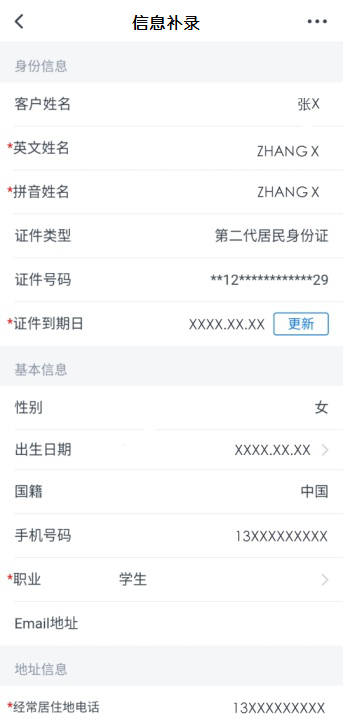 信息补录
身份信息
客户姓名 张X
*英文姓名 ZHANG X
*拼音姓名 ZHANG X
证件类型 第二代居民身份证
证件号码 **12************29
*证件到期日 XXXX.XX.XX 更新
基本信息
性别 女
出生日期 XXXX.XX.XX
国籍 中国
手机号码 13XXXXXXXXX
*职业 学生
Email地址
地址信息
*经常居住地电话 13XXXXXXXXX